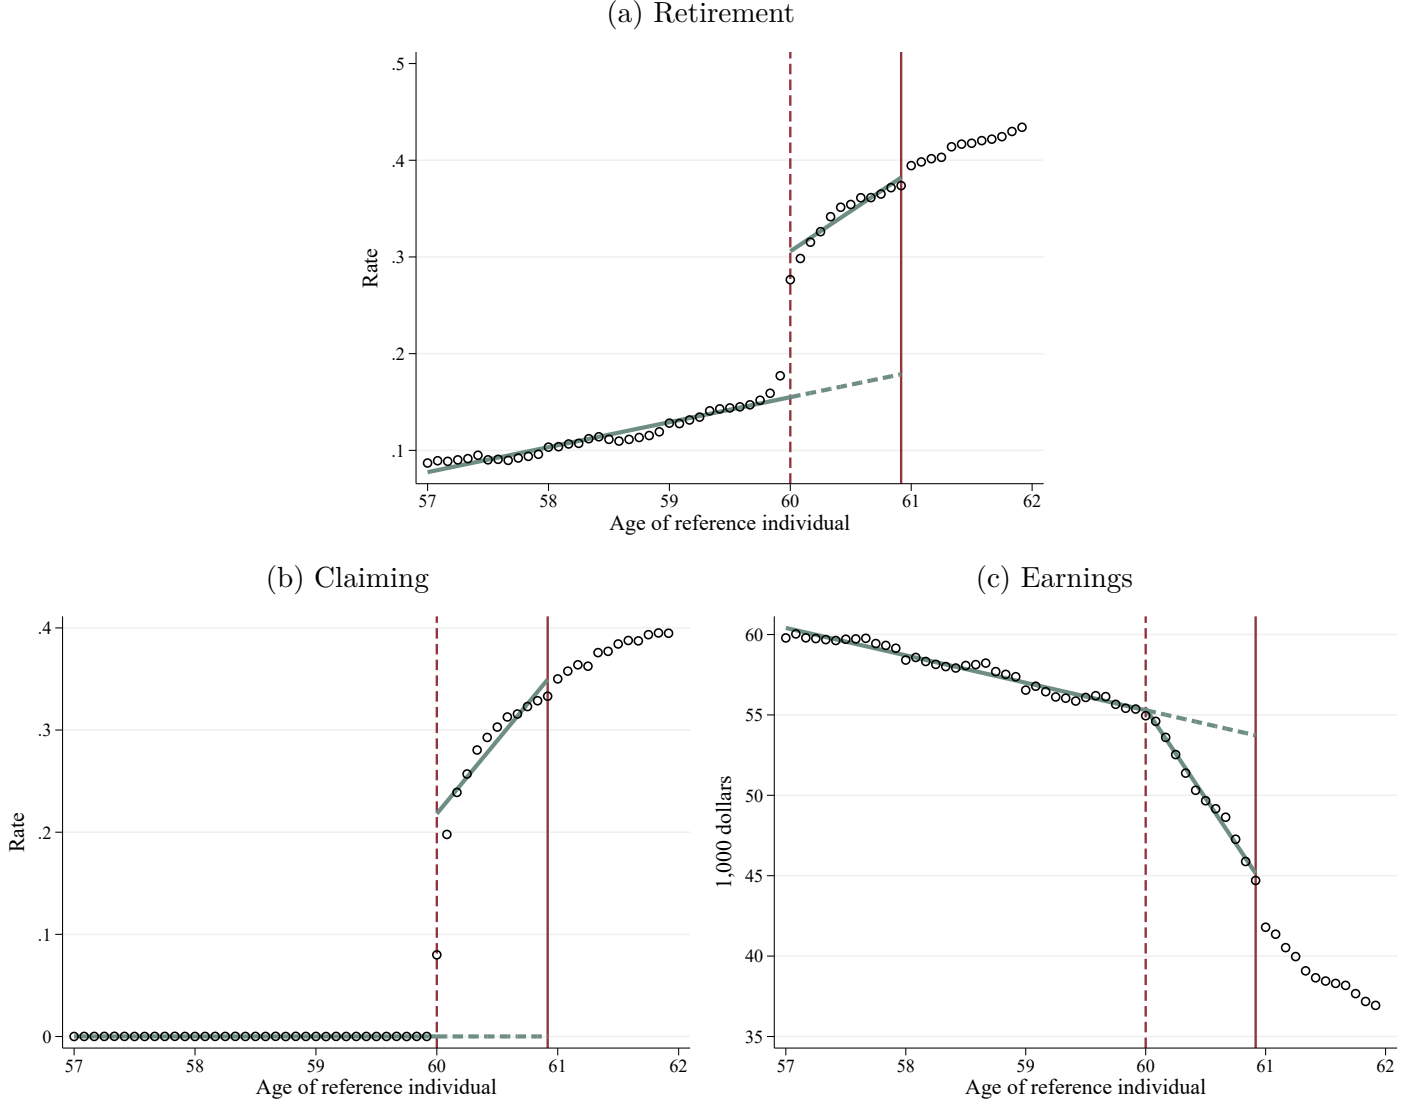 (a) Retirement
.5
.4
.3
.2
.1
Rate
57 58 59 60 61 62
Age of reference individual
(b) Claiming
.4
.3
.2
.1
0
Rate
57 58 59 60 61 62
Age of reference individual
(c) Earnings
60
55
50
45
40
35
1,000 dollars
57 58 59 60 61 62
Age of reference individual